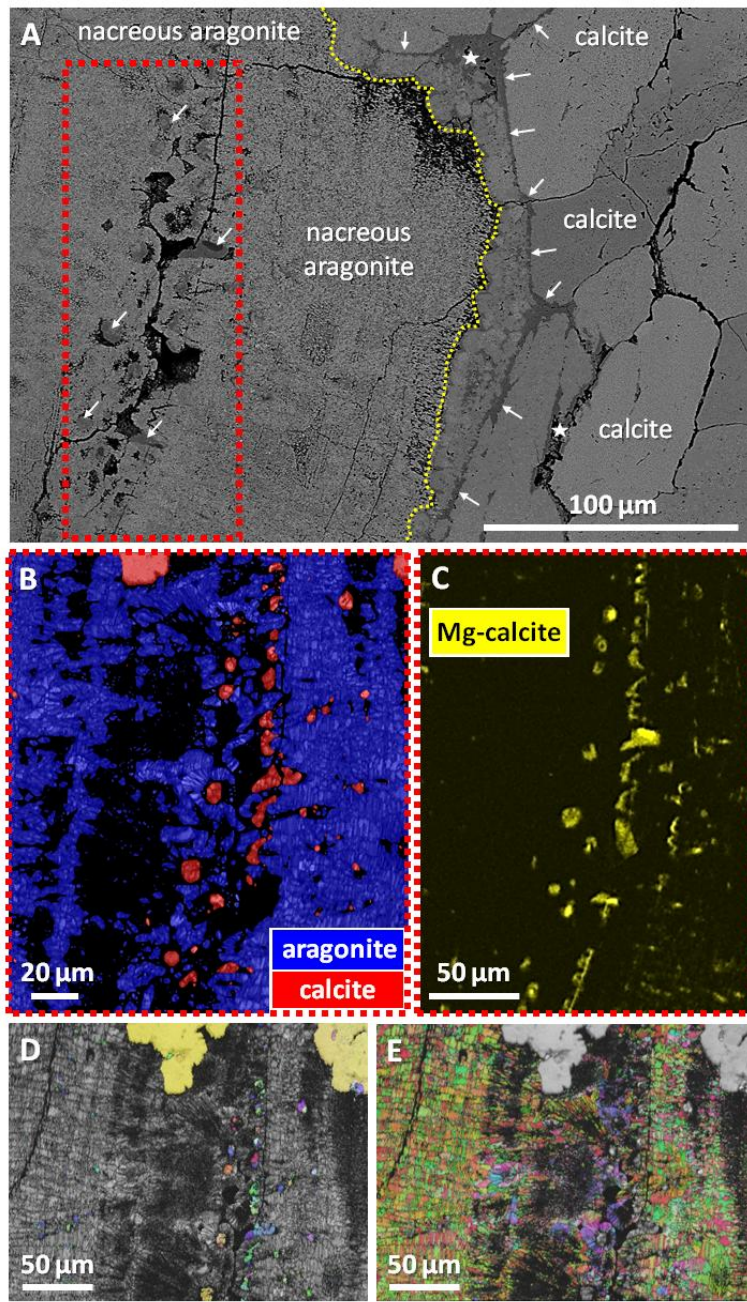 A
nacreous aragonite
calcite
calcite
nacreous
aragonite
calcite
100 µm
B
aragonite
calcite
20 µm
C
Mg-calcite
50 µm
D
50 µm
E
50 µm